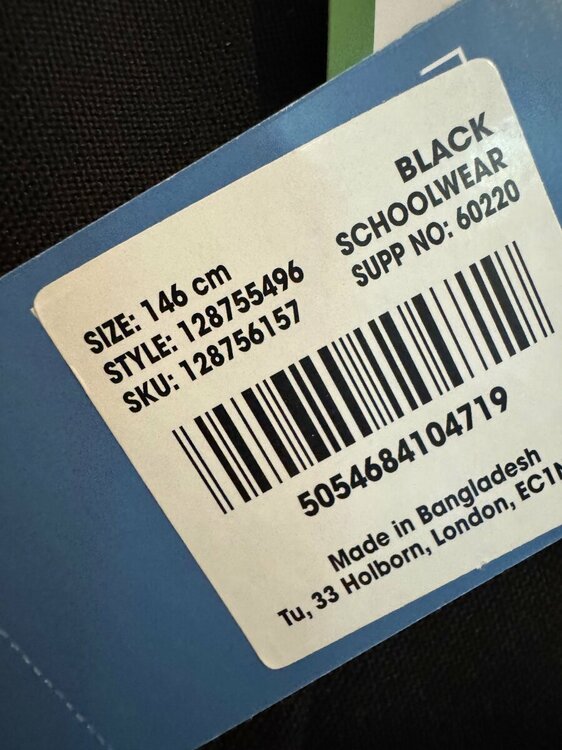 BLACK
SCHOOLWEAR
SUPP NO: 60220
SIZE: 146 cm
STYLE: 128755496
SKU: 128756157
5054684104719
Made in Bangladesh
Tu, 33 Holborn, London, EC1N